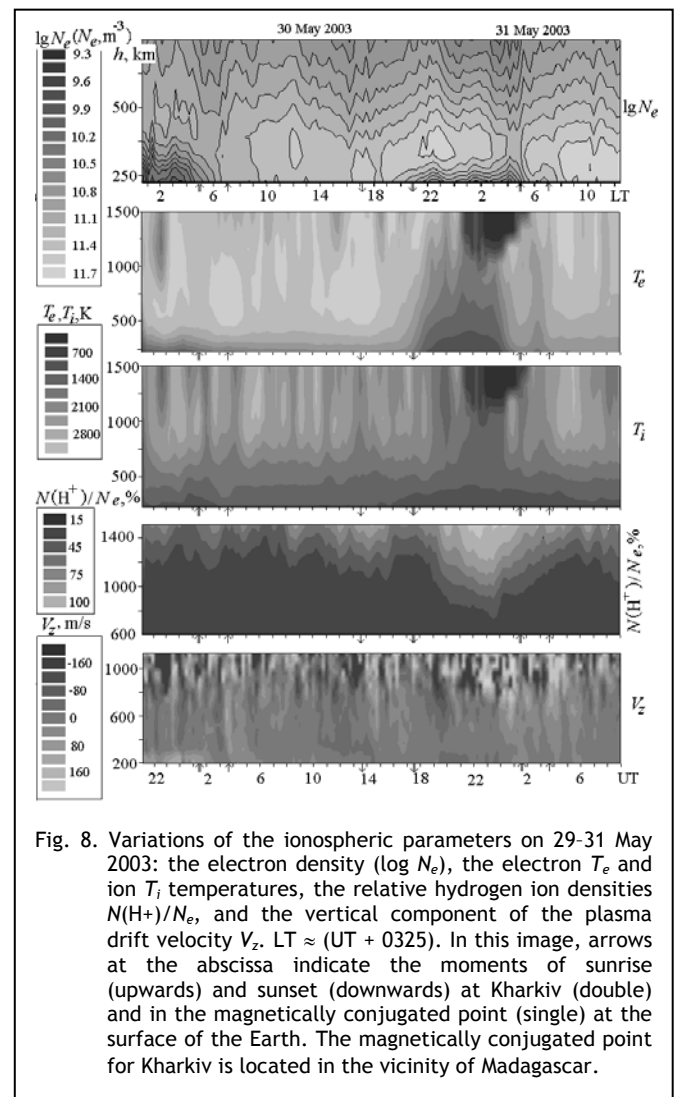 lg Ne (Ne, m-3)
9.3
9.6
9.9
10.2
10.5
10.8
11.1
11.4
11.7
30 May 2003
31 May 2003
h, km
500
250
lg Ne
2 6 10 14 18 22 2 6 10 LT
1500
1000
500
Te
Te, Ti, K
700
1400
2100
2800
1500
1000
500
Ti
N(H+)/Ne, %
15
45
75
100
1400
1000
600
N(H+)/Ne, %
Vz, m/s
-160
-80
0
80
160
1000
600
200
Vz
22 2 6 10 14 18 22 2 6 UT
Fig. 8. Variations of the ionospheric parameters on 29-31 May
2003: the electron density (log Ne), the electron Te and
ion Ti temperatures, the relative hydrogen ion densities
N(H+)/Ne, and the vertical component of the plasma
drift velocity Vz. LT ≈ (UT + 0325). In this image, arrows
at the abscissa indicate the moments of sunrise
(upwards) and sunset (downwards) at Kharkiv (double)
and in the magnetically conjugated point (single) at the
surface of the Earth. The magnetically conjugated point
for Kharkiv is located in the vicinity of Madagascar.